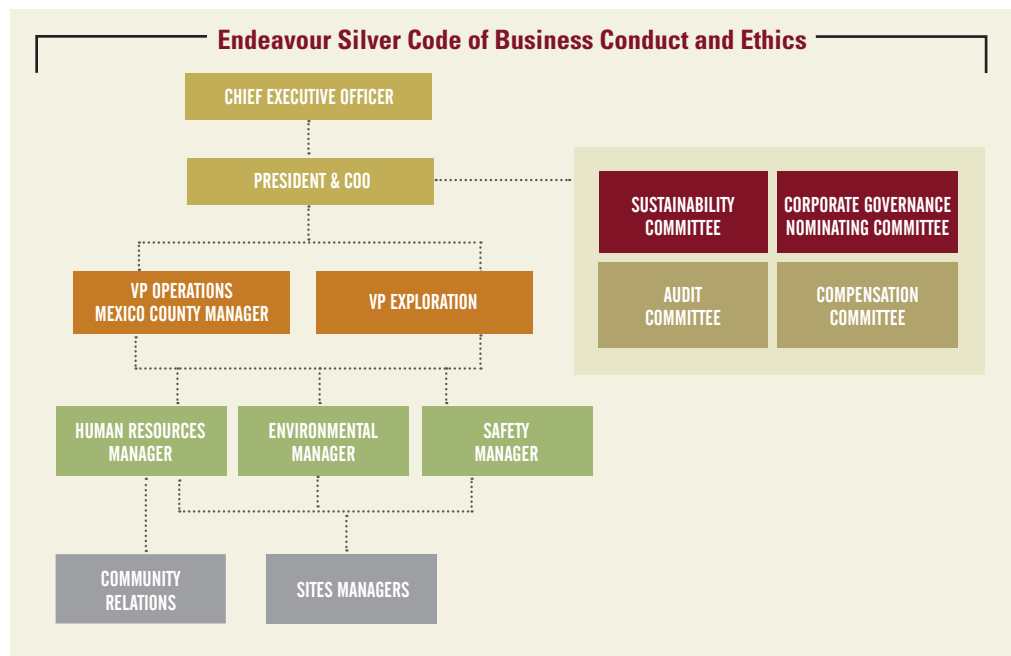 Endeavour Silver Code of Business Conduct and Ethics
CHIEF EXECUTIVE OFFICER
PRESIDENT & COO
SUSTAINABILITY
COMMITTEE
CORPORATE GOVERNANCE
NOMINATING COMMITTEE
AUDIT
COMMITTEE
COMPENSATION
COMMITTEE
VP OPERATIONS
MEXICO COUNTY MANAGER
VP EXPLORATION
HUMAN RESOURCES
MANAGER
ENVIRONMENTAL
MANAGER
SAFETY
MANAGER
COMMUNITY
RELATIONS
SITES MANAGERS